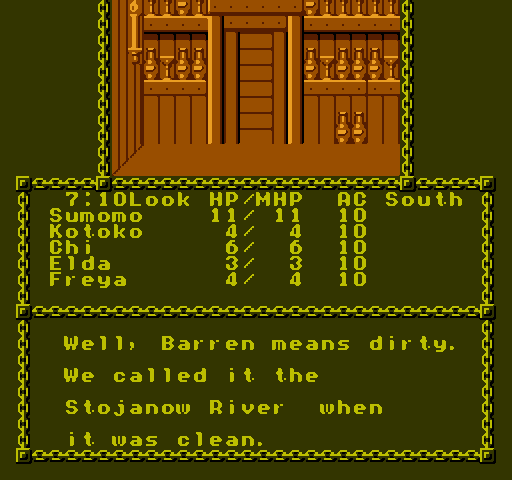 7:10Look HP/MHP AC South
Sumomo 11/ 11 10
Kotoko 4/ 4 10
Chi 6/ 6 10
Elda 3/ 3 10
Freya 4/ 4 10
Well, Barren means dirty.
We called it the
Stojanow River when
it was clean.